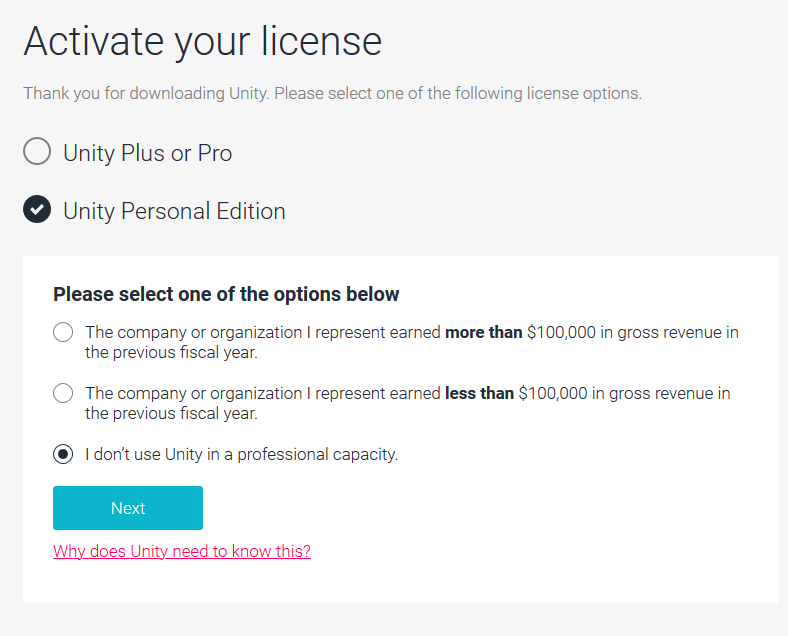 Activate your license
Thank you for downloading Unity. Please select one of the following license options.
Unity Plus or Pro
Unity Personal Edition
Please select one of the options below
The company or organization I represent earned more than $100,000 in gross revenue in
the previous fiscal year.
The company or organization I represent earned less than $100,000 in gross revenue in
the previous fiscal year.
I don’t use Unity in a professional capacity.
Next
Why does Unity need to know this?